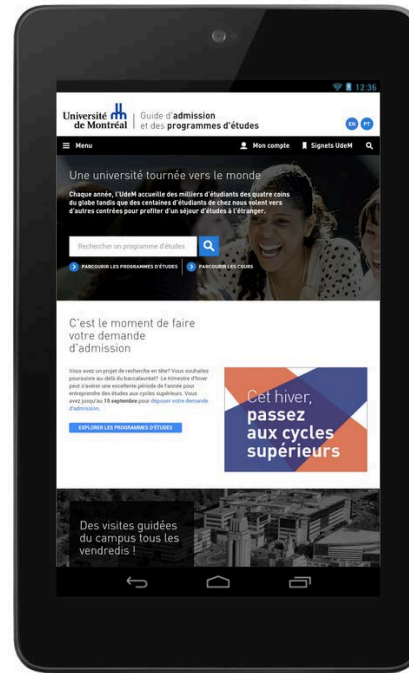 12:36
Université
de Montréal
Guide d'admission
et des programmes d'études
EN PT
Menu Mon compte Signets UdeM
Une université tournée vers le monde
Chaque année, l'UdeM accueille des milliers d'étudiants des quatre coins
du globe tandis que des centaines d'étudiants de chez nous volent vers
d'autres contrées pour profiter d'un séjour d'études à l'étranger.
Rechercher un programme d'études
PARCOURIR LES PROGRAMMES D'ÉTUDES PARCOURIR LES COURS
C'est le moment de faire
votre demande
d'admission
Vous avez un projet de recherche en tête? Vous souhaitez
poursuivre au-delà du baccalauréat? Le trimestre d'hiver
peut s'avérer une excellente période de l'année pour
entreprendre des études aux cycles supérieurs. Vous
avez jusqu'au 15 septembre pour déposer votre demande
d'admission.
EXPLORER LES PROGRAMMES D'ÉTUDES
Cet hiver,
passez
aux cycles
supérieurs
Des visites guidées
du campus tous les
vendredis !